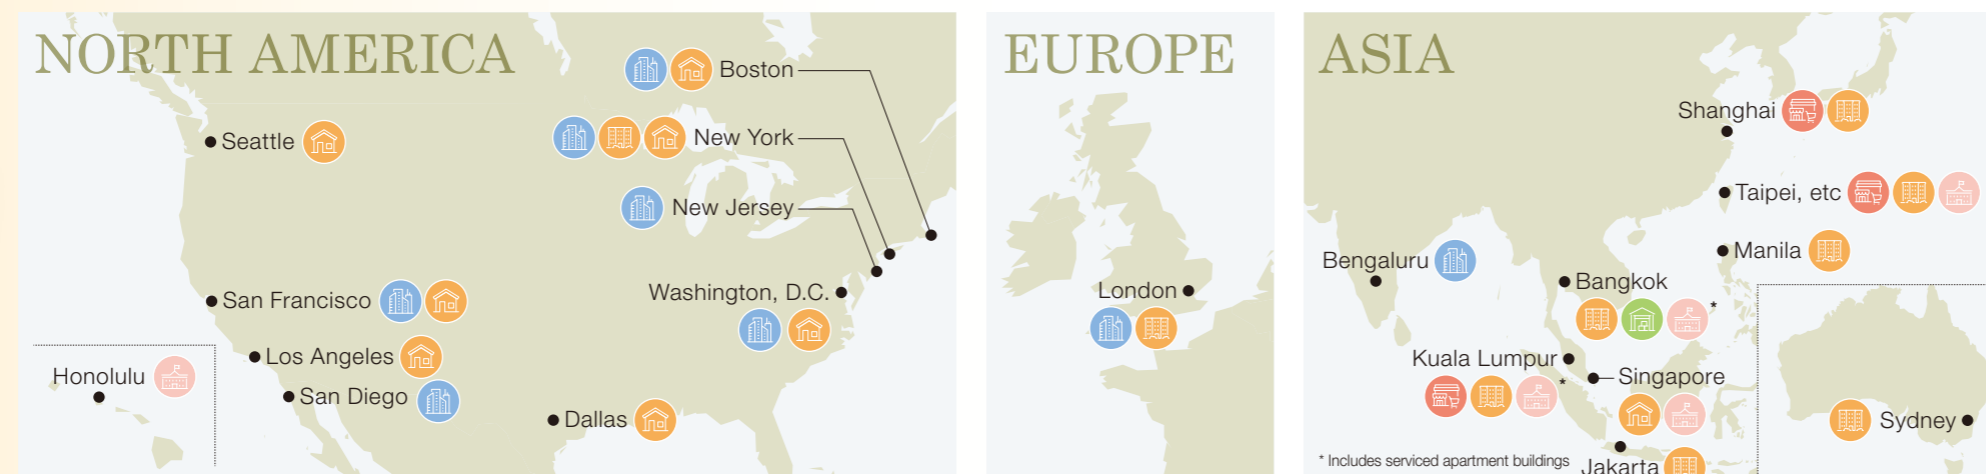 NORTH AMERICA
Boston
Seattle
New York
New Jersey
San Francisco
Washington, D.C.
Los Angeles
Honolulu
San Diego
Dallas
EUROPE
London
ASIA
Shanghai
Taipei, etc
Manila
Bengaluru
Bangkok
*
Kuala Lumpur
*
Singapore
Sydney
* Includes serviced apartment buildings
Jakarta